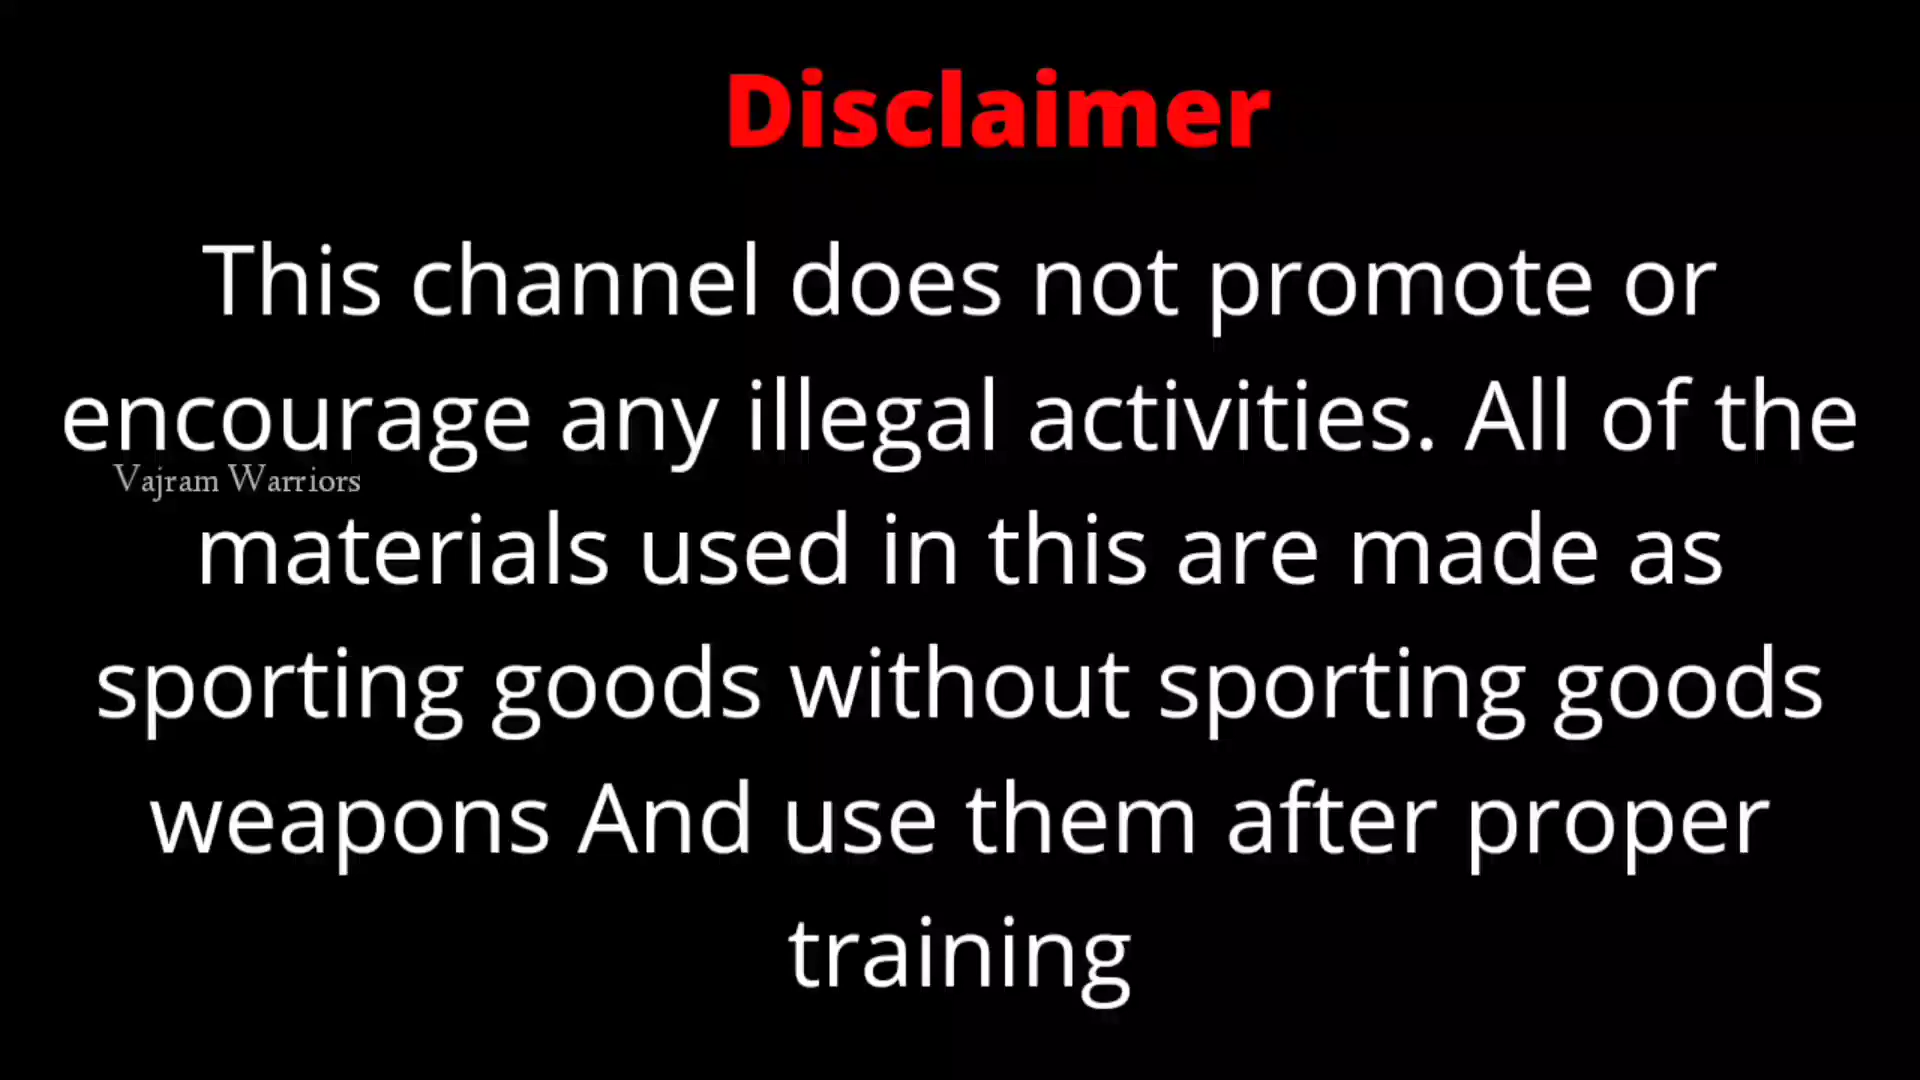 Disclaimer
This channel does not promote or
encourage any illegal activities. All of the
Vajram Warriors
materials used in this are made as
sporting goods without sporting goods
weapons And use them after proper
training